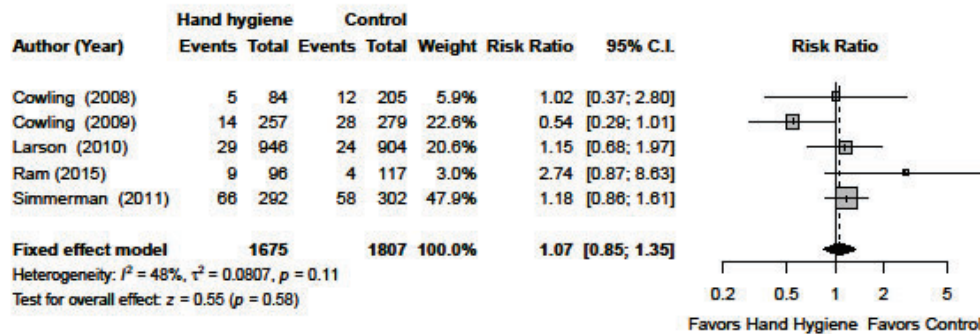 Hand hygiene Control
Author (Year) Events Total Events Total Weight Risk Ratio 95% C.I. Risk Ratio
Cowling (2008) 5 84 12 205 5.9% 1.02 [0.37; 2.80]
Cowling (2009) 14 257 28 279 22.6% 0.54 [0.29; 1.01]
Larson (2010) 29 946 24 904 20.6% 1.15 [0.68; 1.97]
Ram (2015) 9 96 4 117 3.0% 2.74 [0.87; 8.63]
Simmerman (2011) 66 292 58 302 47.9% 1.18 [0.86; 1.61]
Fixed effect model 1675 1807 100.0% 1.07 [0.85; 1.35]
Heterogeneity: I² = 48%, τ² = 0.0807, p = 0.11
Test for overall effect: z = 0.55 (p = 0.58)
0.2 0.5 1 2 5
Favors Hand Hygiene Favors Control